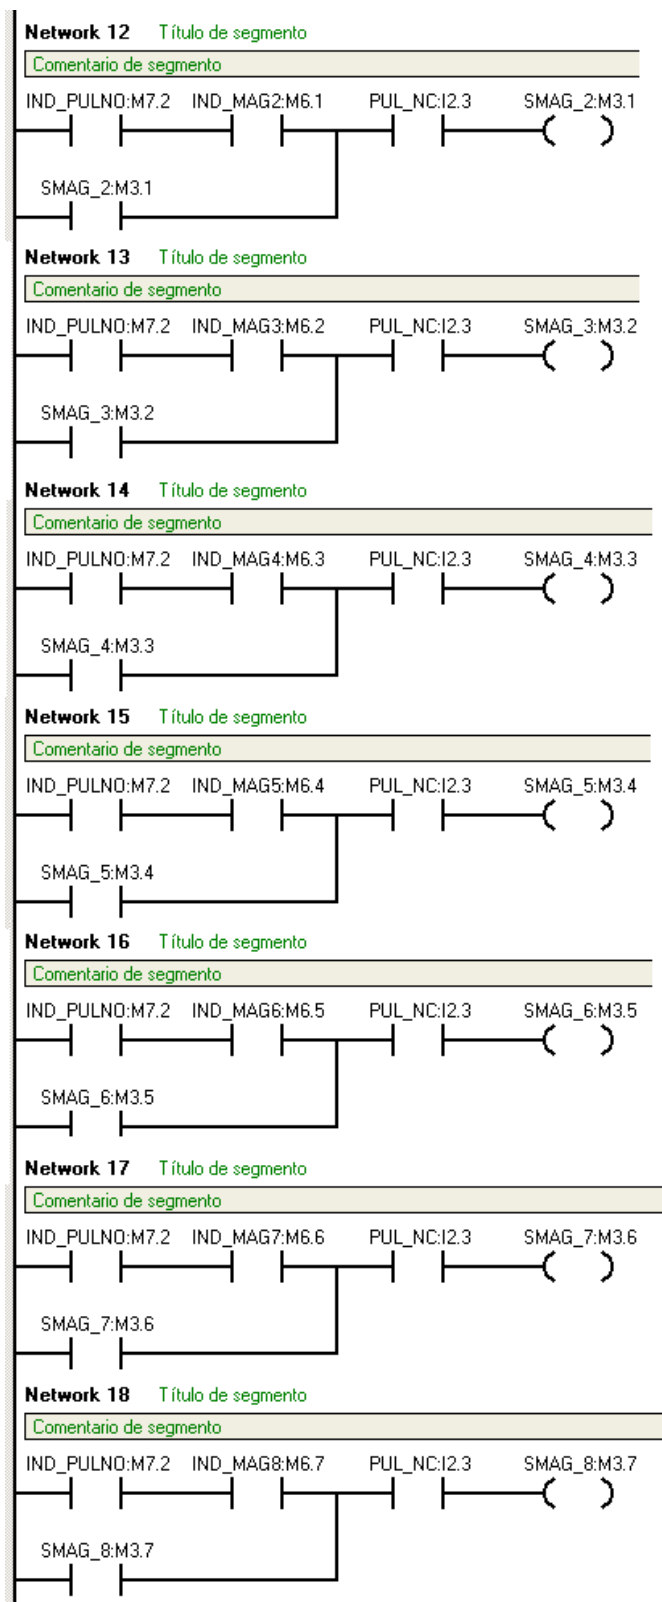 Network 12 Título de segmento
Comentario de segmento
IND_PULNO:M7.2 IND_MAG2:M6.1 PUL_NC:I2.3 SMAG_2:M3.1
SMAG_2:M3.1
Network 13 Título de segmento
Comentario de segmento
IND_PULNO:M7.2 IND_MAG3:M6.2 PUL_NC:I2.3 SMAG_3:M3.2
SMAG_3:M3.2
Network 14 Título de segmento
Comentario de segmento
IND_PULNO:M7.2 IND_MAG4:M6.3 PUL_NC:I2.3 SMAG_4:M3.3
SMAG_4:M3.3
Network 15 Título de segmento
Comentario de segmento
IND_PULNO:M7.2 IND_MAG5:M6.4 PUL_NC:I2.3 SMAG_5:M3.4
SMAG_5:M3.4
Network 16 Título de segmento
Comentario de segmento
IND_PULNO:M7.2 IND_MAG6:M6.5 PUL_NC:I2.3 SMAG_6:M3.5
SMAG_6:M3.5
Network 17 Título de segmento
Comentario de segmento
IND_PULNO:M7.2 IND_MAG7:M6.6 PUL_NC:I2.3 SMAG_7:M3.6
SMAG_7:M3.6
Network 18 Título de segmento
Comentario de segmento
IND_PULNO:M7.2 IND_MAG8:M6.7 PUL_NC:I2.3 SMAG_8:M3.7
SMAG_8:M3.7